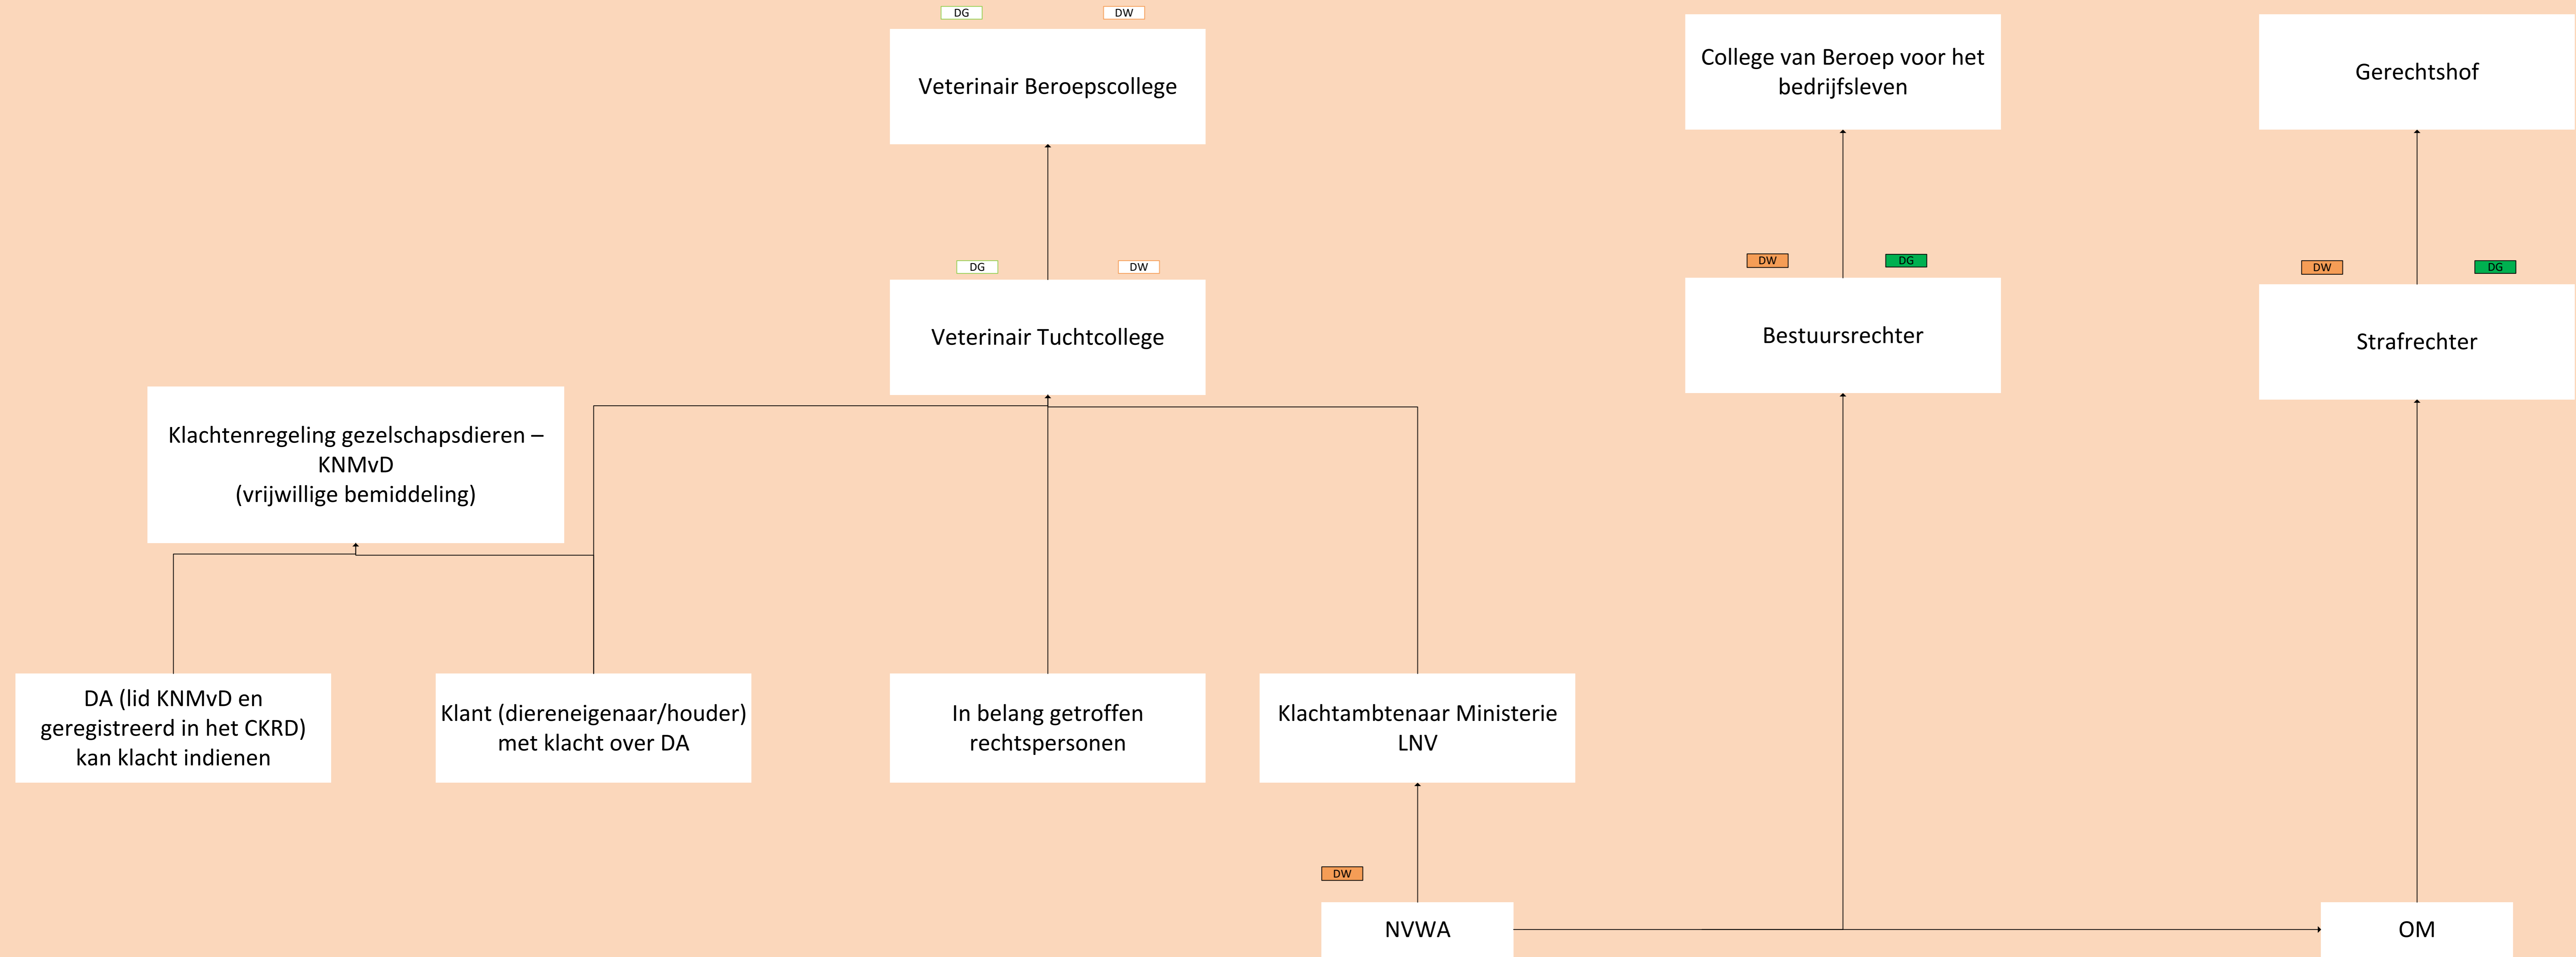 DG
DW
Veterinair Beroepscollege
College van Beroep voor het
bedrijfsleven
Gerechtshof
DG
DW
Veterinair Tuchtcollege
DW
DG
Bestuursrechter
DW
DG
Strafrechter
Klachtenregeling gezelschapsdieren –
KNMvD
(vrijwillige bemiddeling)
DA (lid KNMvD en
geregistreerd in het CKRD)
kan klacht indienen
Klant (diereneigenaar/houder)
met klacht over DA
In belang getroffen
rechtspersonen
Klachtambtenaar Ministerie
LNV
DW
NVWA
OM